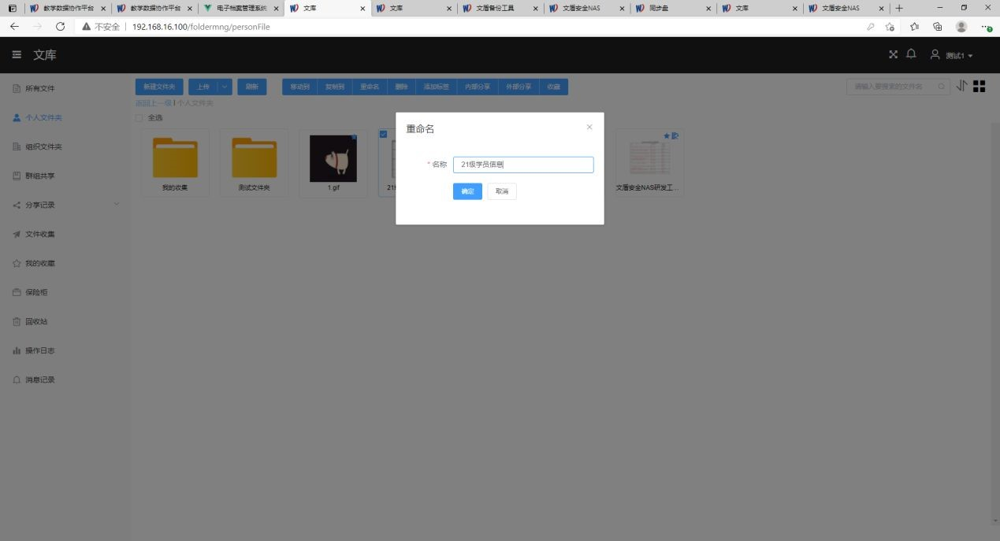 教学数据协作平台
教学数据协作平台
电子档案管理系统
文库
文库
文盾备份工具
文盾安全NAS
同步盘
文库
文盾安全NAS
不安全 | 192.168.16.100/foldermng/personFile
文库
测试1
所有文件
个人文件夹
组织文件夹
群组共享
分享记录
文件收集
我的收藏
保险柜
回收站
操作日志
消息记录
新建文件夹 上传 刷新 移动到 复制到 重命名 删除 添加标签 内部分享 外部分享 收藏
请输入要搜索的文件名
返回上一级 | 个人文件夹
全选
我的收集
测试文件夹
1.gif
文盾安全NAS研发工...
重命名
* 名称 21级学员信息
确定 取消